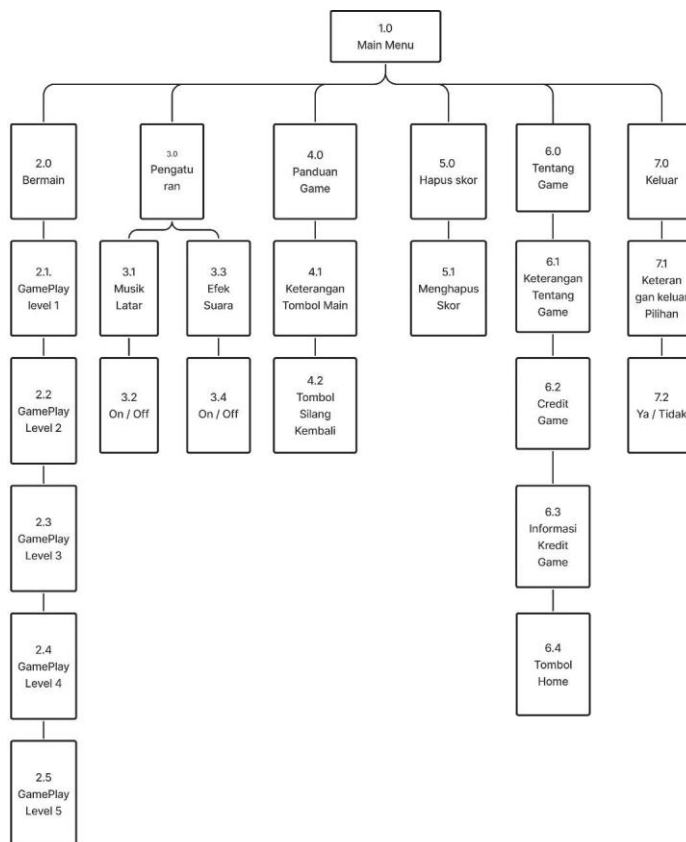 1.0
Main Menu
2.0
Bermain
3.0
Pengatu
ran
4.0
Panduan
Game
5.0
Hapus skor
6.0
Tentang
Game
7.0
Keluar
2.1.
GamePlay
level 1
3.1
Musik
Latar
3.3
Efek
Suara
4.1
Keterangan
Tombol Main
5.1
Menghapus
Skor
6.1
Keterangan
Tentang
Game
7.1
Keteran
gan keluar
Pilihan
2.2
GamePlay
Level 2
3.2
On / Off
3.4
On / Off
4.2
Tombol
Silang
Kembali
6.2
Credit
Game
7.2
Ya / Tidak
2.3
GamePlay
Level 3
6.3
Informasi
Kredit
Game
2.4
GamePlay
Level 4
6.4
Tombol
Home
2.5
GamePlay
Level 5